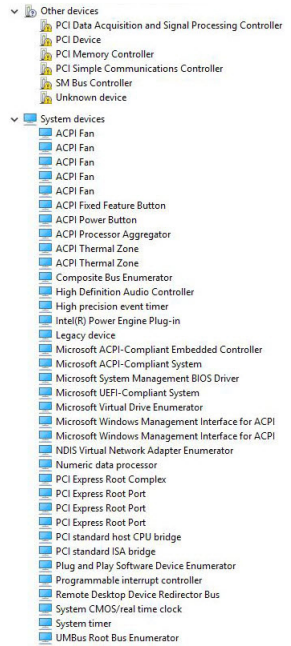 Other devices
PCI Data Acquisition and Signal Processing Controller
PCI Device
PCI Memory Controller
PCI Simple Communications Controller
SM Bus Controller
Unknown device
System devices
ACPI Fan
ACPI Fan
ACPI Fan
ACPI Fan
ACPI Fan
ACPI Fixed Feature Button
ACPI Power Button
ACPI Processor Aggregator
ACPI Thermal Zone
ACPI Thermal Zone
Composite Bus Enumerator
High Definition Audio Controller
High precision event timer
Intel(R) Power Engine Plug-in
Legacy device
Microsoft ACPI-Compliant Embedded Controller
Microsoft ACPI-Compliant System
Microsoft System Management BIOS Driver
Microsoft UEFI-Compliant System
Microsoft Virtual Drive Enumerator
Microsoft Windows Management Interface for ACPI
Microsoft Windows Management Interface for ACPI
NDIS Virtual Network Adapter Enumerator
Numeric data processor
PCI Express Root Complex
PCI Express Root Port
PCI Express Root Port
PCI Express Root Port
PCI standard host CPU bridge
PCI standard ISA bridge
Plug and Play Software Device Enumerator
Programmable interrupt controller
Remote Desktop Device Redirector Bus
System CMOS/real time clock
System timer
UMBus Root Bus Enumerator